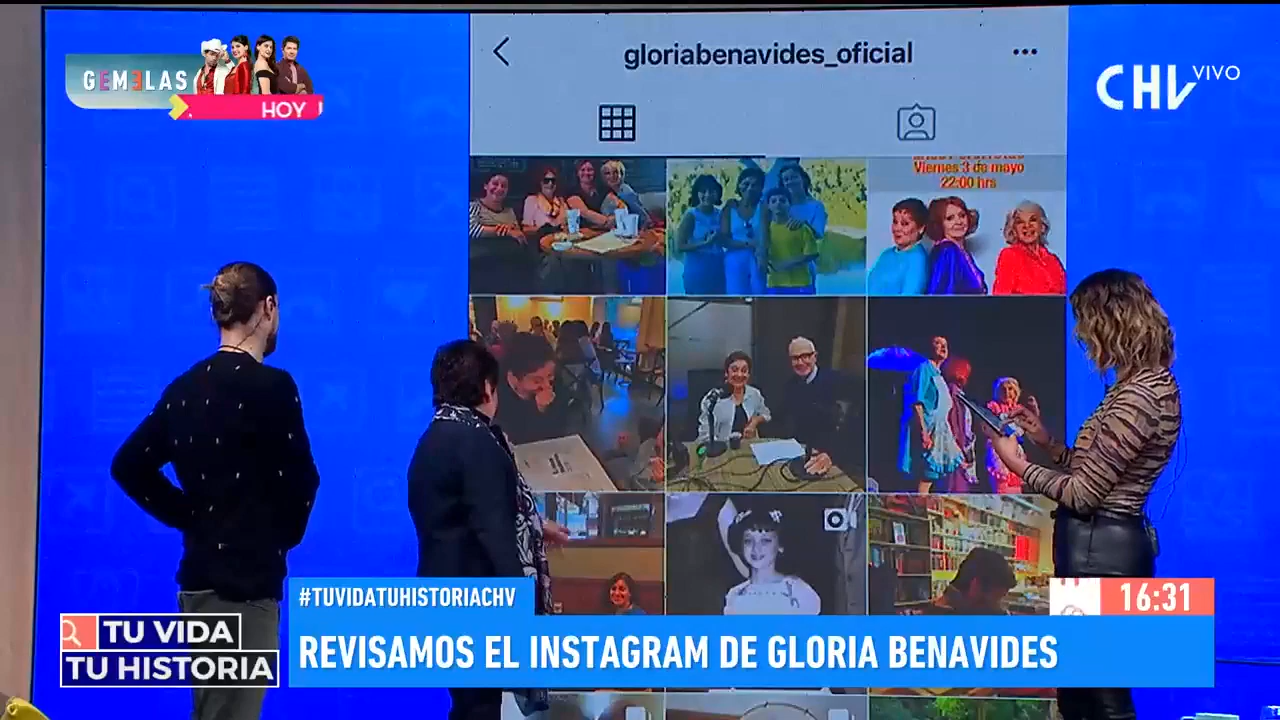 GEMELAS
HOY
gloriabenavides_oficial
CHV VIVO
Viernes 3 de mayo
22:00 hrs
#TUVIDATUHISTORIACHV
16:31
TU VIDA
TU HISTORIA
REVISAMOS EL INSTAGRAM DE GLORIA BENAVIDES